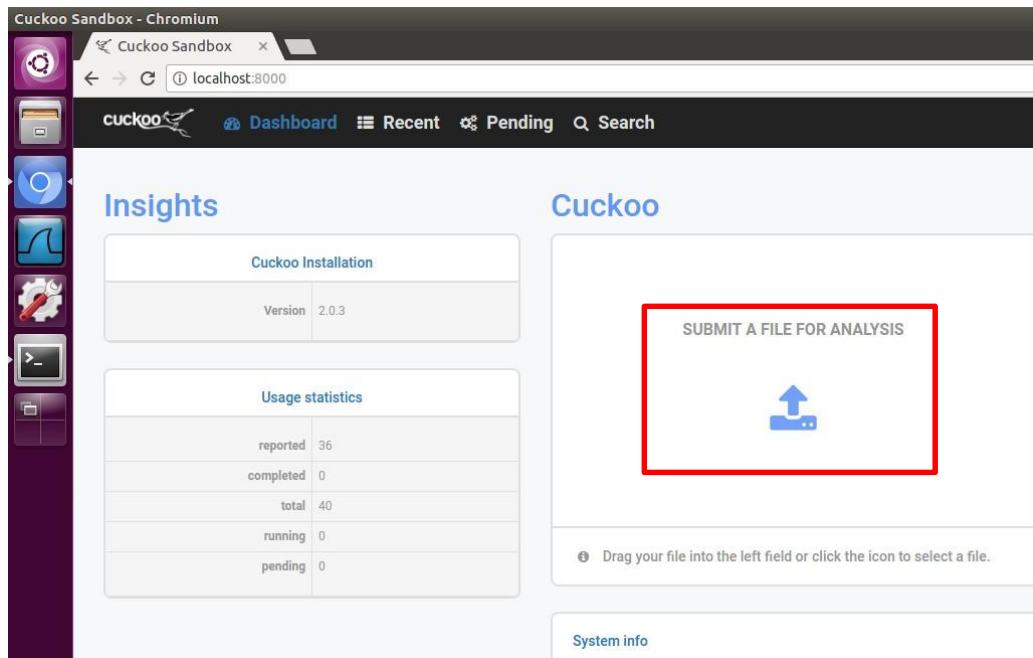 Cuckoo Sandbox - Chromium
Cuckoo Sandbox
localhost:8000
cuckoo Dashboard Recent Pending Search
Insights
Cuckoo Installation
Version 2.0.3
Usage statistics
reported 36
completed 0
total 40
running 0
pending 0
Cuckoo
SUBMIT A FILE FOR ANALYSIS
Drag your file into the left field or click the icon to select a file.
System info